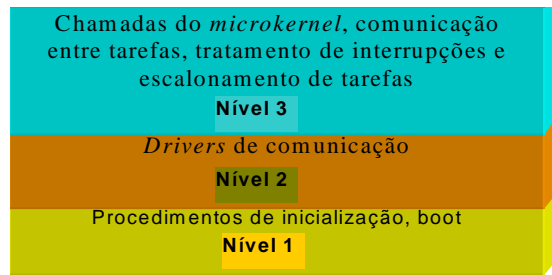 Chamadas do microkernel, comunicação
entre tarefas, tratamento de interrupções e
escalonamento de tarefas
Nível 3
Drivers de comunicação
Nível 2
Procedimentos de inicialização, boot
Nível 1